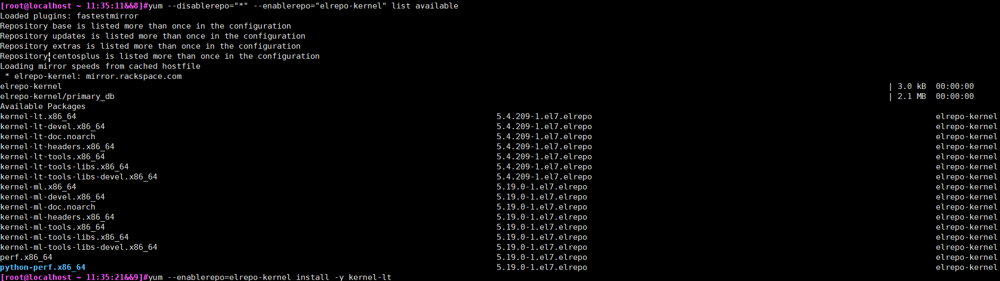 [root@localhost ~ 11:35:11&&8]#yum --disablerepo="*" --enablerepo="elrepo-kernel" list available
Loaded plugins: fastestmirror
Repository base is listed more than once in the configuration
Repository updates is listed more than once in the configuration
Repository extras is listed more than once in the configuration
Repository centosplus is listed more than once in the configuration
Loading mirror speeds from cached hostfile
 * elrepo-kernel: mirror.rackspace.com
elrepo-kernel | 3.0 kB 00:00:00
elrepo-kernel/primary_db | 2.1 MB 00:00:00
Available Packages
kernel-lt.x86_64 5.4.209-1.el7.elrepo elrepo-kernel
kernel-lt-devel.x86_64 5.4.209-1.el7.elrepo elrepo-kernel
kernel-lt-doc.noarch 5.4.209-1.el7.elrepo elrepo-kernel
kernel-lt-headers.x86_64 5.4.209-1.el7.elrepo elrepo-kernel
kernel-lt-tools.x86_64 5.4.209-1.el7.elrepo elrepo-kernel
kernel-lt-tools-libs.x86_64 5.4.209-1.el7.elrepo elrepo-kernel
kernel-lt-tools-libs-devel.x86_64 5.4.209-1.el7.elrepo elrepo-kernel
kernel-ml.x86_64 5.19.0-1.el7.elrepo elrepo-kernel
kernel-ml-devel.x86_64 5.19.0-1.el7.elrepo elrepo-kernel
kernel-ml-doc.noarch 5.19.0-1.el7.elrepo elrepo-kernel
kernel-ml-headers.x86_64 5.19.0-1.el7.elrepo elrepo-kernel
kernel-ml-tools.x86_64 5.19.0-1.el7.elrepo elrepo-kernel
kernel-ml-tools-libs.x86_64 5.19.0-1.el7.elrepo elrepo-kernel
kernel-ml-tools-libs-devel.x86_64 5.19.0-1.el7.elrepo elrepo-kernel
perf.x86_64 5.19.0-1.el7.elrepo elrepo-kernel
python-perf.x86_64 5.19.0-1.el7.elrepo elrepo-kernel
[root@localhost ~ 11:35:21&&9]#yum --enablerepo=elrepo-kernel install -y kernel-lt